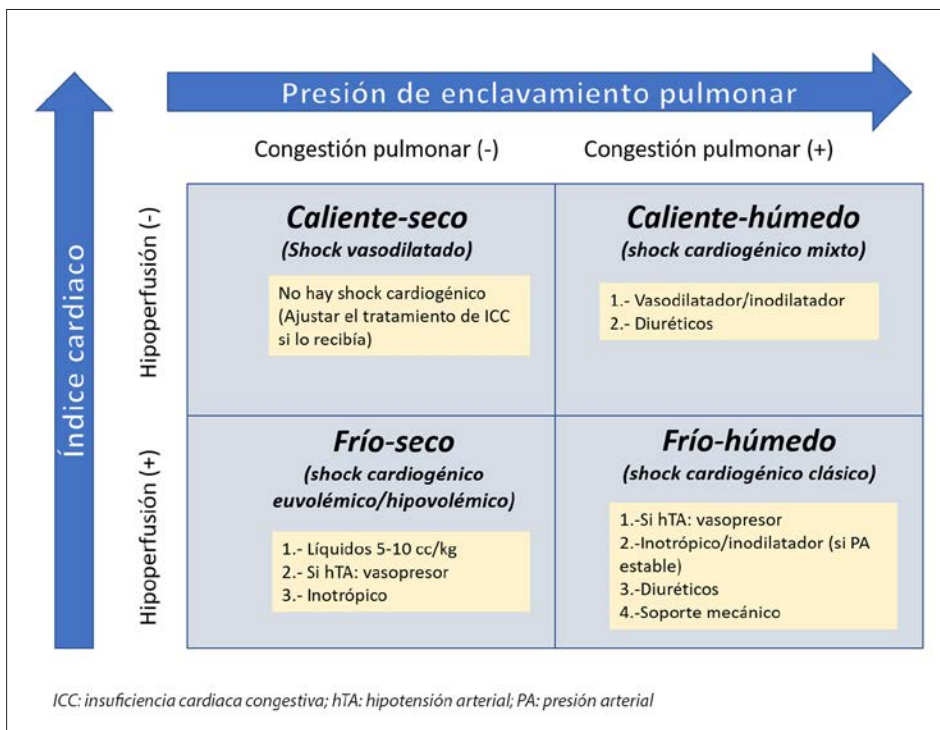 Presión de enclavamiento pulmonar
Congestión pulmonar (-)
Congestión pulmonar (+)
Índice cardiaco
Hipoperfusión (-)
Caliente-seco
(Shock vasodilatado)
No hay shock cardiogénico
(Ajustar el tratamiento de ICC
si lo recibía)
Caliente-húmedo
(shock cardiogénico mixto)
1.- Vasodilatador/inodilatador
2.- Diuréticos
Hipoperfusión (+)
Frío-seco
(shock cardiogénico
euvolémico/hipovolémico)
1.- Líquidos 5-10 cc/kg
2.- Si hTA: vasopresor
3.- Inotrópico
Frío-húmedo
(shock cardiogénico clásico)
1.-Si hTA: vasopresor
2.-Inotrópico/inodilatador (si PA
estable)
3.-Diuréticos
4.-Soporte mecánico
ICC: insuficiencia cardiaca congestiva; hTA: hipotensión arterial; PA: presión arterial